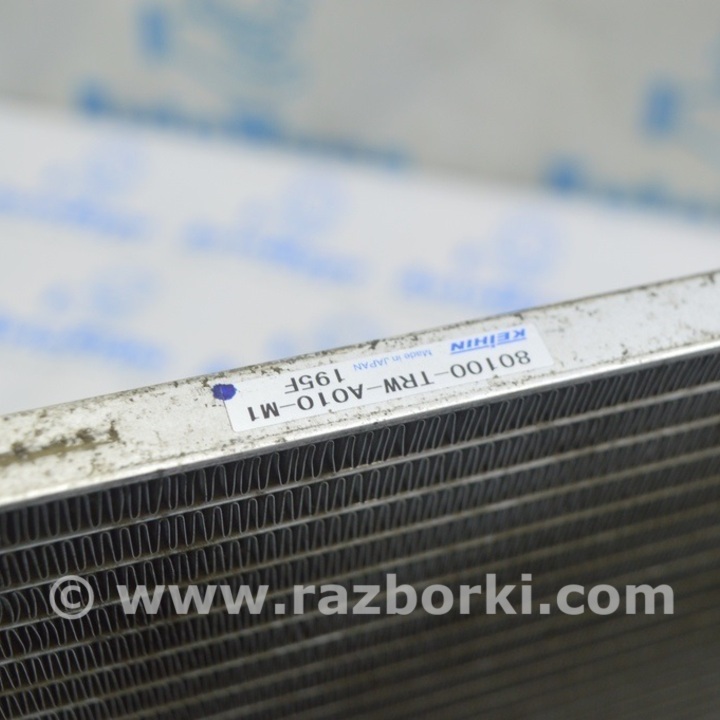 KEIHIN Made in JAPAN
80100-TRW-A010-M1
195F
© www.razborki.com